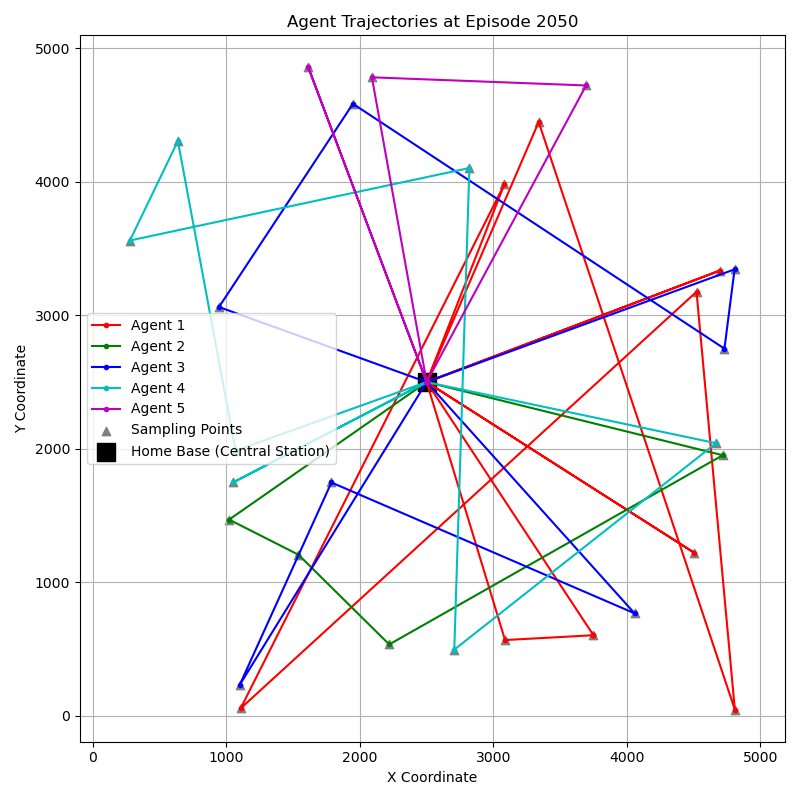 Agent Trajectories at Episode 2050
Y Coordinate
5000
4000
3000
2000
1000
0
Agent 1
Agent 2
Agent 3
Agent 4
Agent 5
Sampling Points
Home Base (Central Station)
0 1000 2000 3000 4000 5000
X Coordinate